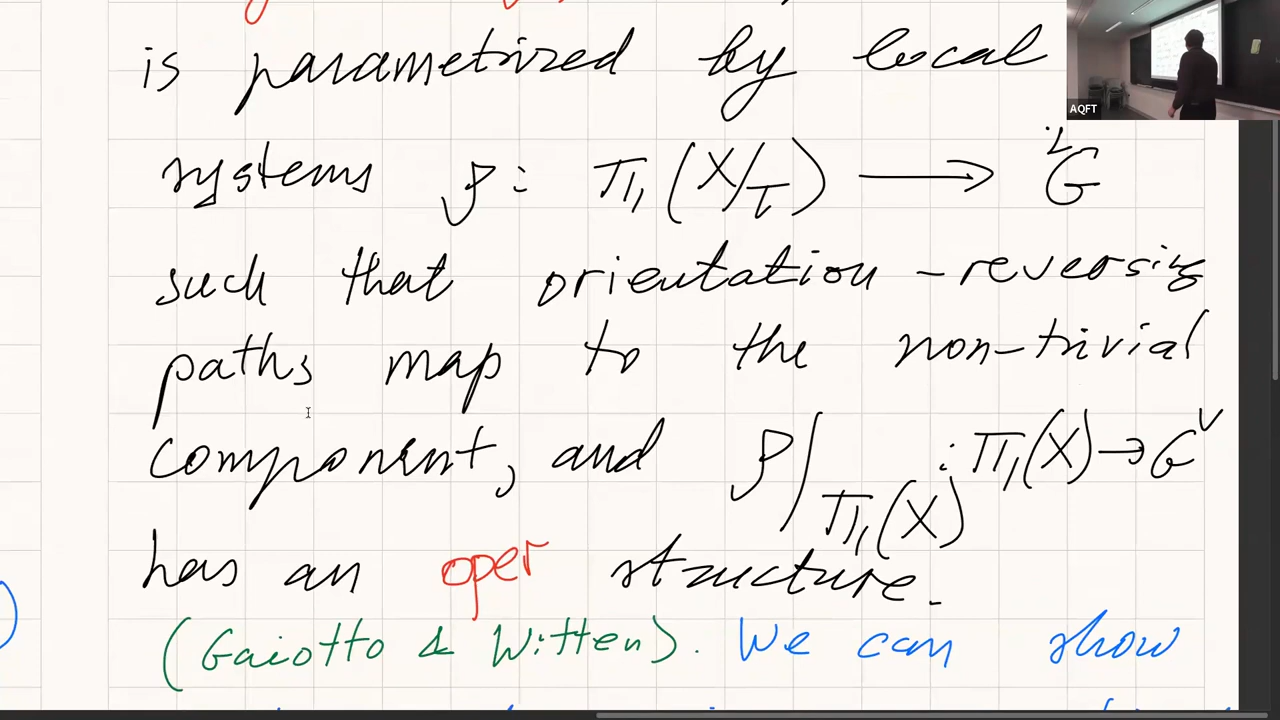 is parametrized by local
systems ρ: π₁(X/τ) → ᴸG
such that orientation-reversing
paths map to the non-trivial
component, and ρ|π₁(X) : π₁(X) → G^∨
has an oper structure.
(Gaiotto & Witten). We can show
AQFT